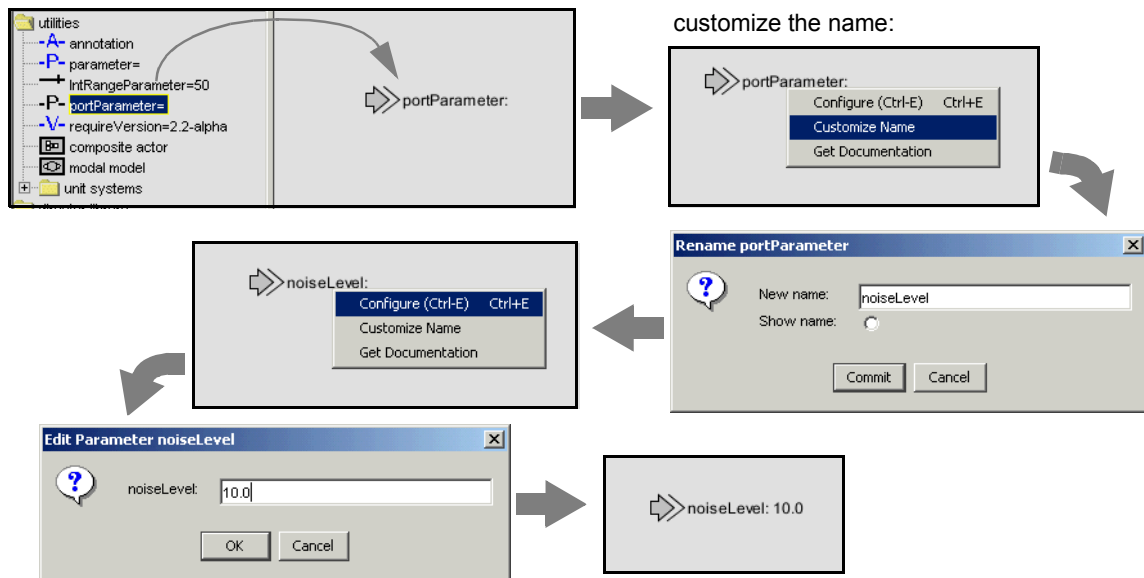 utilities
-A- annotation
-P- parameter=
IntRangeParameter=50
-P- portParameter=
-V- requireVersion=2.2-alpha
composite actor
modal model
unit systems
portParameter:
customize the name:
portParameter:
Configure (Ctrl-E) Ctrl+E
Customize Name
Get Documentation
Rename portParameter
New name: noiseLevel
Show name:
Commit Cancel
noiseLevel:
Configure (Ctrl-E) Ctrl+E
Customize Name
Get Documentation
Edit Parameter noiseLevel
noiseLevel: 10.0
OK Cancel
noiseLevel: 10.0